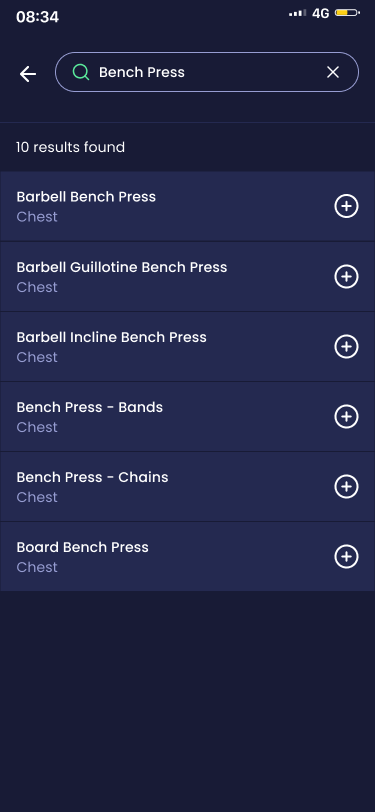 08:34
4G
Bench Press
10 results found
Barbell Bench Press
Chest
Barbell Guillotine Bench Press
Chest
Barbell Incline Bench Press
Chest
Bench Press - Bands
Chest
Bench Press - Chains
Chest
Board Bench Press
Chest